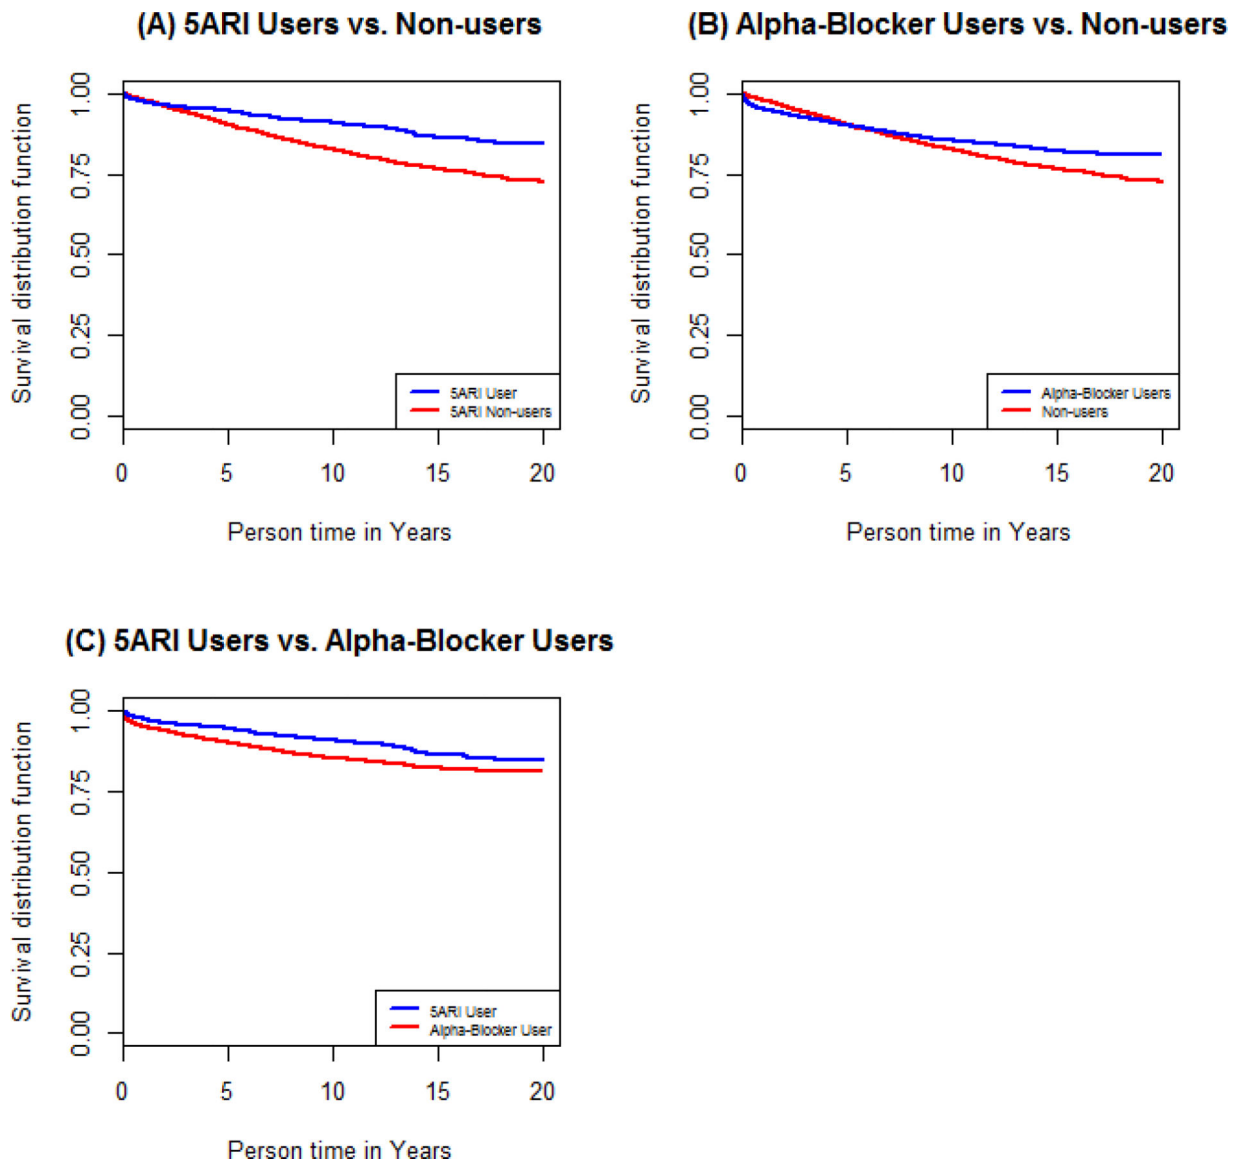 (A) 5ARI Users vs. Non-users
Survival distribution function
1.00
0.75
0.50
0.25
0.00
5ARI User
5ARI Non-users
0 5 10 15 20
Person time in Years
(B) Alpha-Blocker Users vs. Non-users
Survival distribution function
1.00
0.75
0.50
0.25
0.00
Alpha-Blocker Users
Non-users
0 5 10 15 20
Person time in Years
(C) 5ARI Users vs. Alpha-Blocker Users
Survival distribution function
1.00
0.75
0.50
0.25
0.00
5ARI User
Alpha-Blocker User
0 5 10 15 20
Person time in Years